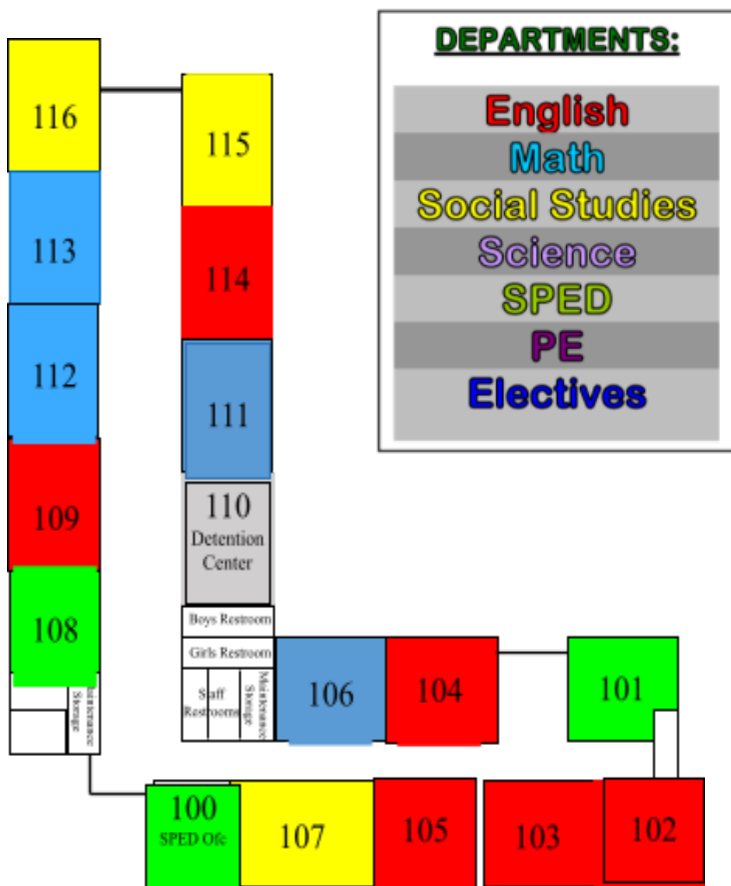 DEPARTMENTS:
English
Math
Social Studies
Science
SPED
PE
Electives
116
115
113
114
112
111
109
110
Detention
Center
108
Boys Restroom
Girls Restroom
Staff
Restrooms
Maintenance
Storage
Maintenance
Storage
106
104
101
100
SPED Ofc
107
105
103
102